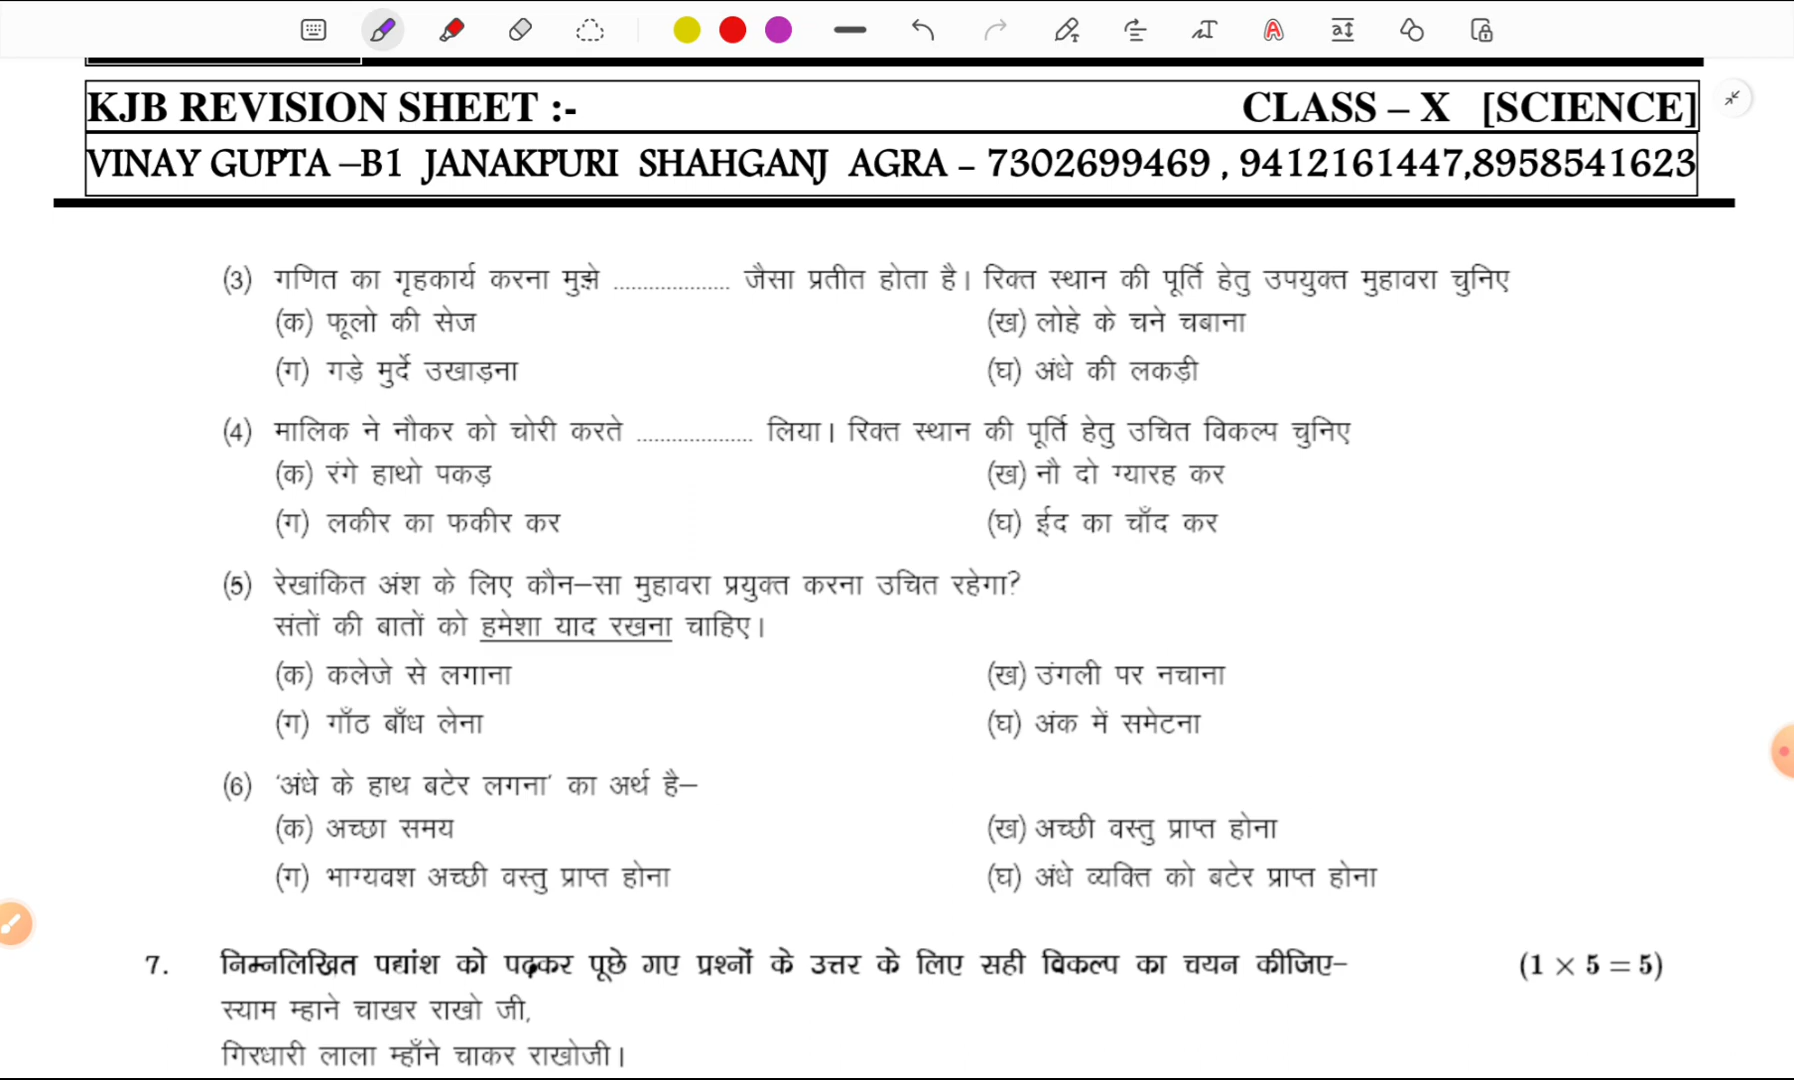 KJB REVISION SHEET :- CLASS – X [SCIENCE]
VINAY GUPTA –B1 JANAKPURI SHAHGANJ AGRA – 7302699469 , 9412161447,8958541623
(3) गणित का गृहकार्य करना मुझे .................. जैसा प्रतीत होता है। रिक्त स्थान की पूर्ति हेतु उपयुक्त मुहावरा चुनिए
(क) फूलो की सेज (ख) लोहे के चने चबाना
(ग) गड़े मुर्दे उखाड़ना (घ) अंधे की लकड़ी
(4) मालिक ने नौकर को चोरी करते .................. लिया। रिक्त स्थान की पूर्ति हेतु उचित विकल्प चुनिए
(क) रंगे हाथो पकड़ (ख) नौ दो ग्यारह कर
(ग) लकीर का फकीर कर (घ) ईद का चाँद कर
(5) रेखांकित अंश के लिए कौन–सा मुहावरा प्रयुक्त करना उचित रहेगा?
संतों की बातों को हमेशा याद रखना चाहिए।
(क) कलेजे से लगाना (ख) उंगली पर नचाना
(ग) गाँठ बाँध लेना (घ) अंक में समेटना
(6) 'अंधे के हाथ बटेर लगना' का अर्थ है–
(क) अच्छा समय (ख) अच्छी वस्तु प्राप्त होना
(ग) भाग्यवश अच्छी वस्तु प्राप्त होना (घ) अंधे व्यक्ति को बटेर प्राप्त होना
7. निम्नलिखित पद्यांश को पढ़कर पूछे गए प्रश्नों के उत्तर के लिए सही विकल्प का चयन कीजिए- (1 × 5 = 5)
स्याम म्हाने चाखर राखो जी,
गिरधारी लाला म्हाँने चाकर राखोजी।